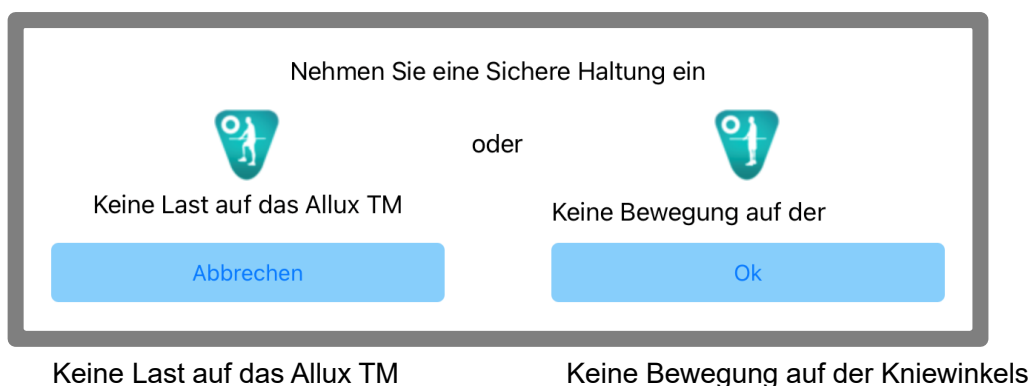 Nehmen Sie eine Sichere Haltung ein
oder
Keine Last auf das Allux TM
Keine Bewegung auf der
Abbrechen
Ok
Keine Last auf das Allux TM
Keine Bewegung auf der Kniewinkels